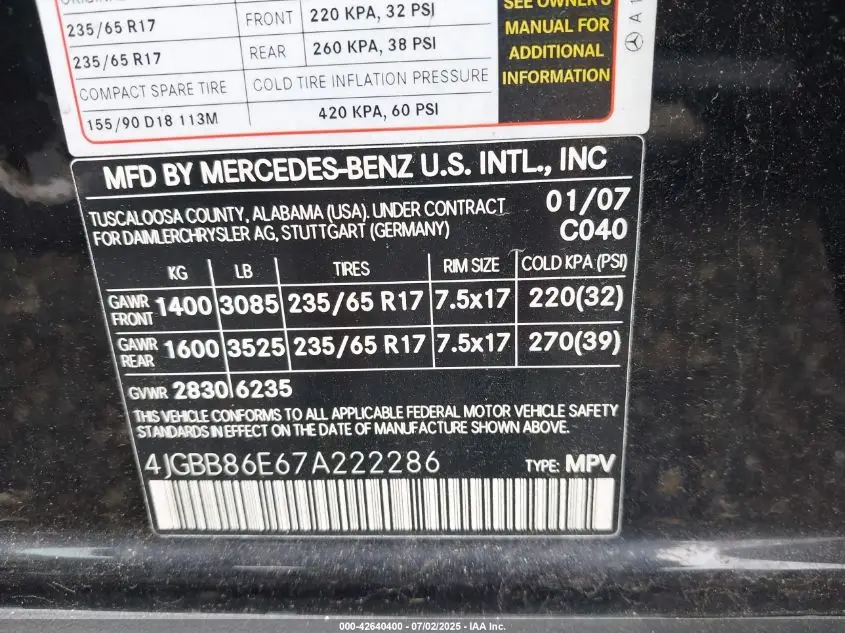 235/65 R17 FRONT 220 KPA, 32 PSI
235/65 R17 REAR 260 KPA, 38 PSI
COMPACT SPARE TIRE COLD TIRE INFLATION PRESSURE
155/90 D18 113M 420 KPA, 60 PSI
SEE OWNER'S
MANUAL FOR
ADDITIONAL
INFORMATION
MFD BY MERCEDES-BENZ U.S. INTL., INC
TUSCALOOSA COUNTY, ALABAMA (USA). UNDER CONTRACT 01/07
FOR DAIMLERCHRYSLER AG, STUTTGART (GERMANY) C040
KG LB TIRES RIM SIZE COLD KPA (PSI)
GAWR FRONT 1400 3085 235/65 R17 7.5x17 220(32)
GAWR REAR 1600 3525 235/65 R17 7.5x17 270(39)
GVWR 2830 6235
THIS VEHICLE CONFORMS TO ALL APPLICABLE FEDERAL MOTOR VEHICLE SAFETY
STANDARDS IN EFFECT ON THE DATE OF MANUFACTURE SHOWN ABOVE.
4JGBB86E67A222286 TYPE: MPV
000-42640400 - 07/02/2025 - IAA Inc.